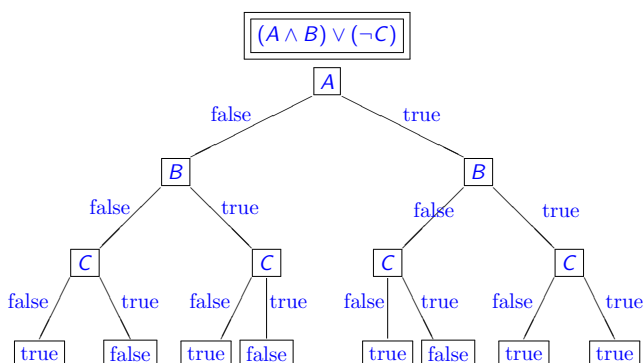 (A ∧ B) ∨ (¬C)
A
false true
B B
false true false true
C C C C
false true false true false true false true
true false true false true false true true